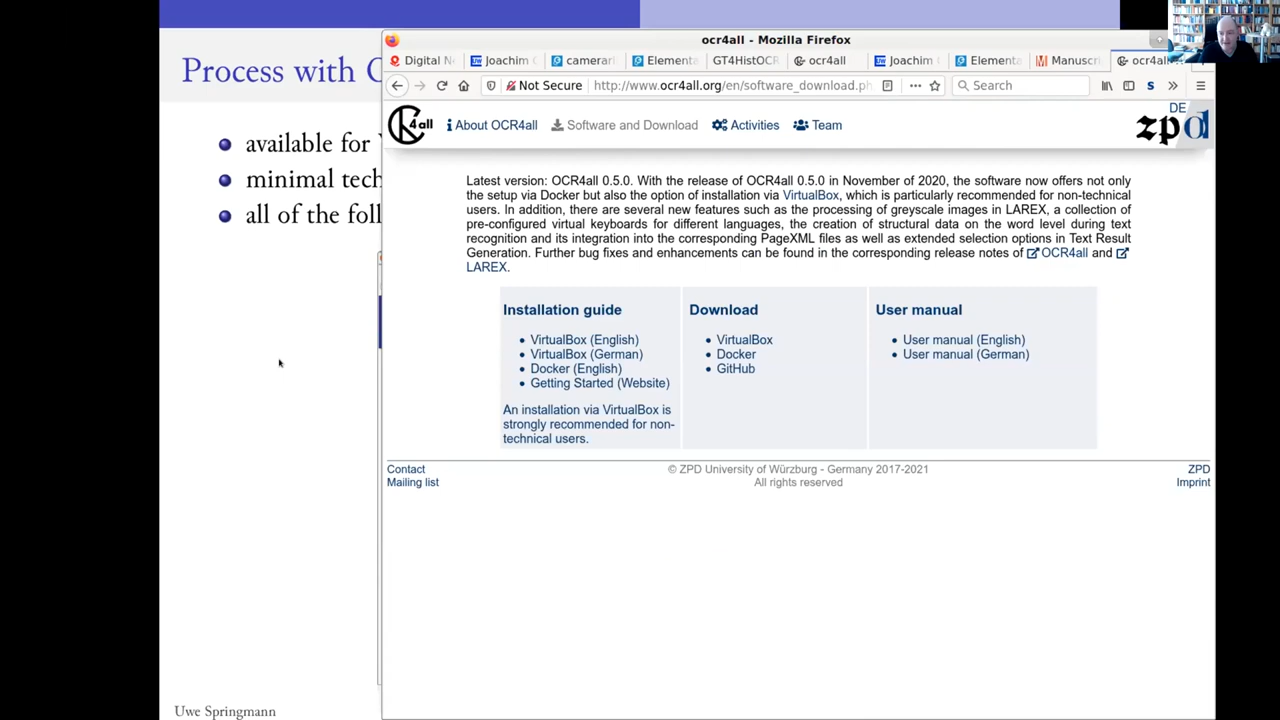 Process with
available for
minimal tech
all of the foll
Uwe Springmann
ocr4all - Mozilla Firefox
Digital N
Joachim
camerar
Elementa
GT4HistOCR
ocr4all
Joachim
Elementa
Manuscri
ocr4all
Not Secure
http://www.ocr4all.org/en/software_download.ph
Search
4all
About OCR4all
Software and Download
Activities
Team
DE
zpd
Latest version: OCR4all 0.5.0. With the release of OCR4all 0.5.0 in November of 2020, the software now offers not only
the setup via Docker but also the option of installation via VirtualBox, which is particularly recommended for non-technical
users. In addition, there are several new features such as the processing of greyscale images in LAREX, a collection of
pre-configured virtual keyboards for different languages, the creation of structural data on the word level during text
recognition and its integration into the corresponding PageXML files as well as extended selection options in Text Result
Generation. Further bug fixes and enhancements can be found in the corresponding release notes of OCR4all and
LAREX.
Installation guide
VirtualBox (English)
VirtualBox (German)
Docker (English)
Getting Started (Website)
An installation via VirtualBox is
strongly recommended for non-
technical users.
Download
VirtualBox
Docker
GitHub
User manual
User manual (English)
User manual (German)
Contact
Mailing list
© ZPD University of Würzburg - Germany 2017-2021
All rights reserved
ZPD
Imprint